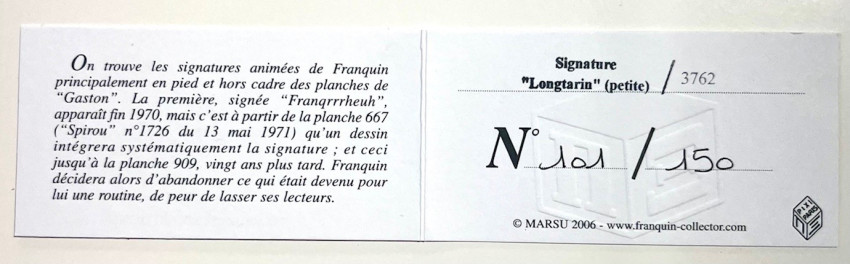 On trouve les signatures animées de Franquin
principalement en pied et hors cadre des planches de
"Gaston". La première, signée "Franqrrrheuh",
apparaît fin 1970, mais c'est à partir de la planche 667
("Spirou" n°1726 du 13 mai 1971) qu'un dessin
intégrera systématiquement la signature ; et ceci
jusqu'à la planche 909, vingt ans plus tard. Franquin
décidera alors d'abandonner ce qui était devenu pour
lui une routine, de peur de lasser ses lecteurs.
Signature
"Longtarin" (petite) / 3762
N° 101 / 150
© MARSU 2006 - www.franquin-collector.com
PIXI
PARIS